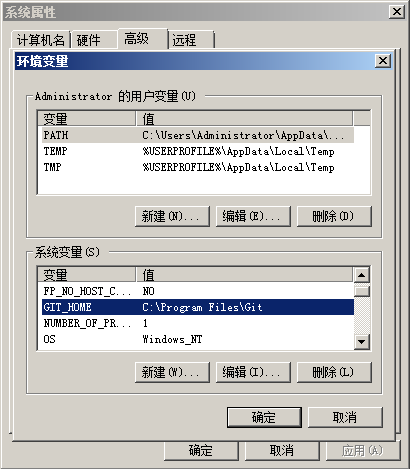 系统属性
计算机名 硬件 高级 远程
环境变量
Administrator 的用户变量(U)
变量 值
PATH C:\Users\Administrator\AppData\...
TEMP %USERPROFILE%\AppData\Local\Temp
TMP %USERPROFILE%\AppData\Local\Temp
新建(N)... 编辑(E)... 删除(D)
系统变量(S)
变量 值
FP_NO_HOST_C... NO
GIT_HOME C:\Program Files\Git
NUMBER_OF_PR... 1
OS Windows_NT
新建(W)... 编辑(I)... 删除(L)
确定 取消
确定 取消 应用(A)